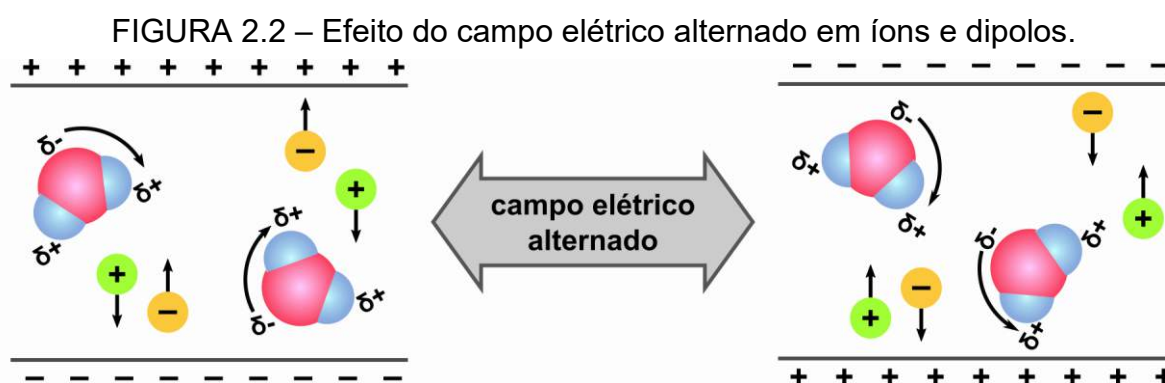 FIGURA 2.2 – Efeito do campo elétrico alternado em íons e dipolos.
+ + + + + + + + +
− − − − − − − − −
δ-
δ+
δ+
−
+
δ+
δ+
δ-
+
−
− − − − − − − − −
campo elétrico
alternado
δ-
δ+
δ+
−
+
δ-
δ+
δ+
+
−
+ + + + + + + + +